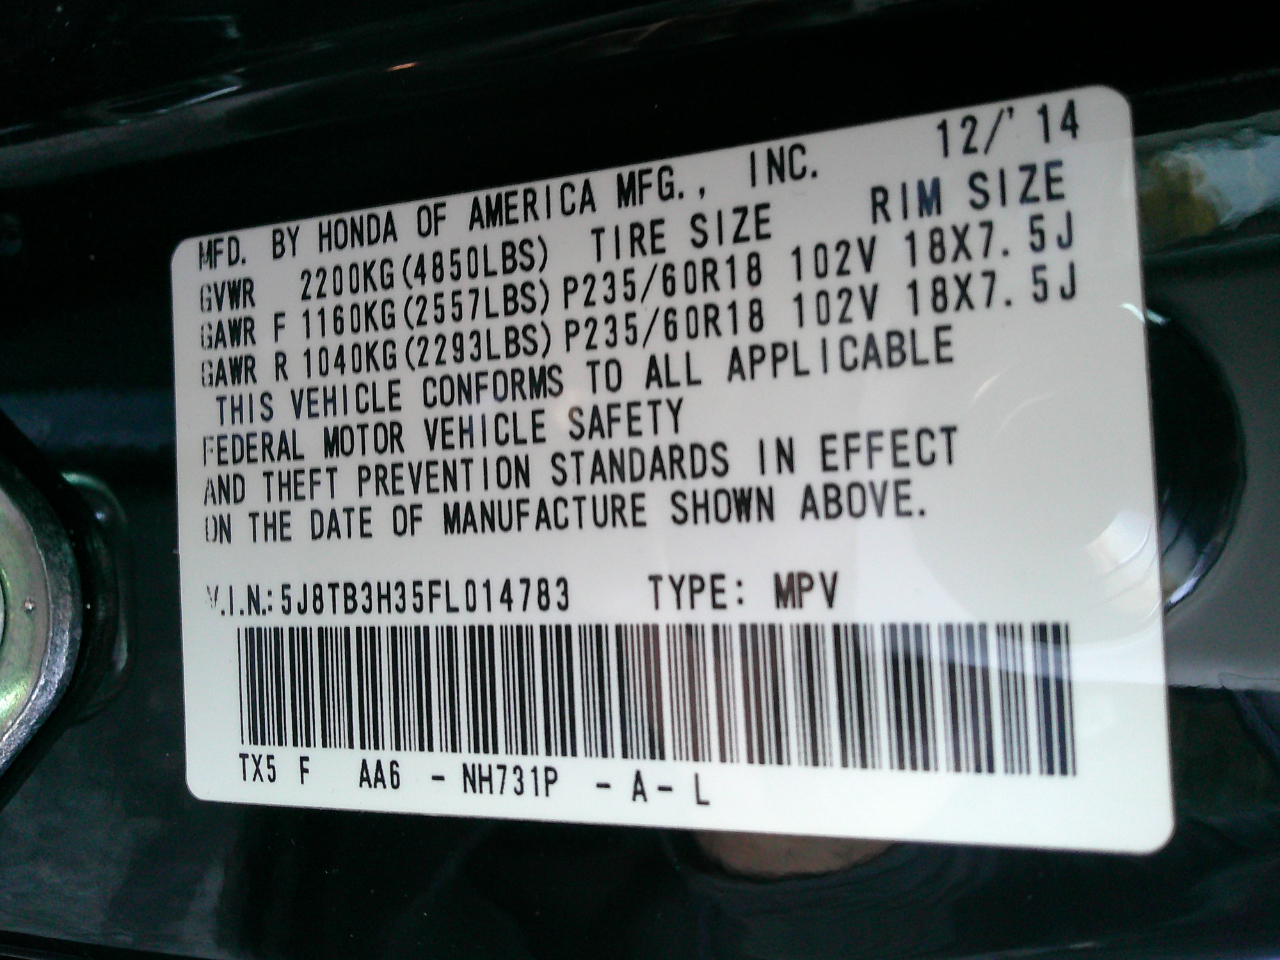 MFD. BY HONDA OF AMERICA MFG., INC. 12/'14
GVWR 2200KG(4850LBS) TIRE SIZE RIM SIZE
GAWR F 1160KG(2557LBS) P235/60R18 102V 18X7.5J
GAWR R 1040KG(2293LBS) P235/60R18 102V 18X7.5J
THIS VEHICLE CONFORMS TO ALL APPLICABLE
FEDERAL MOTOR VEHICLE SAFETY
AND THEFT PREVENTION STANDARDS IN EFFECT
ON THE DATE OF MANUFACTURE SHOWN ABOVE.
V.I.N.: 5J8TB3H35FL014783 TYPE: MPV
TX5 F AA6 - NH731P - A - L